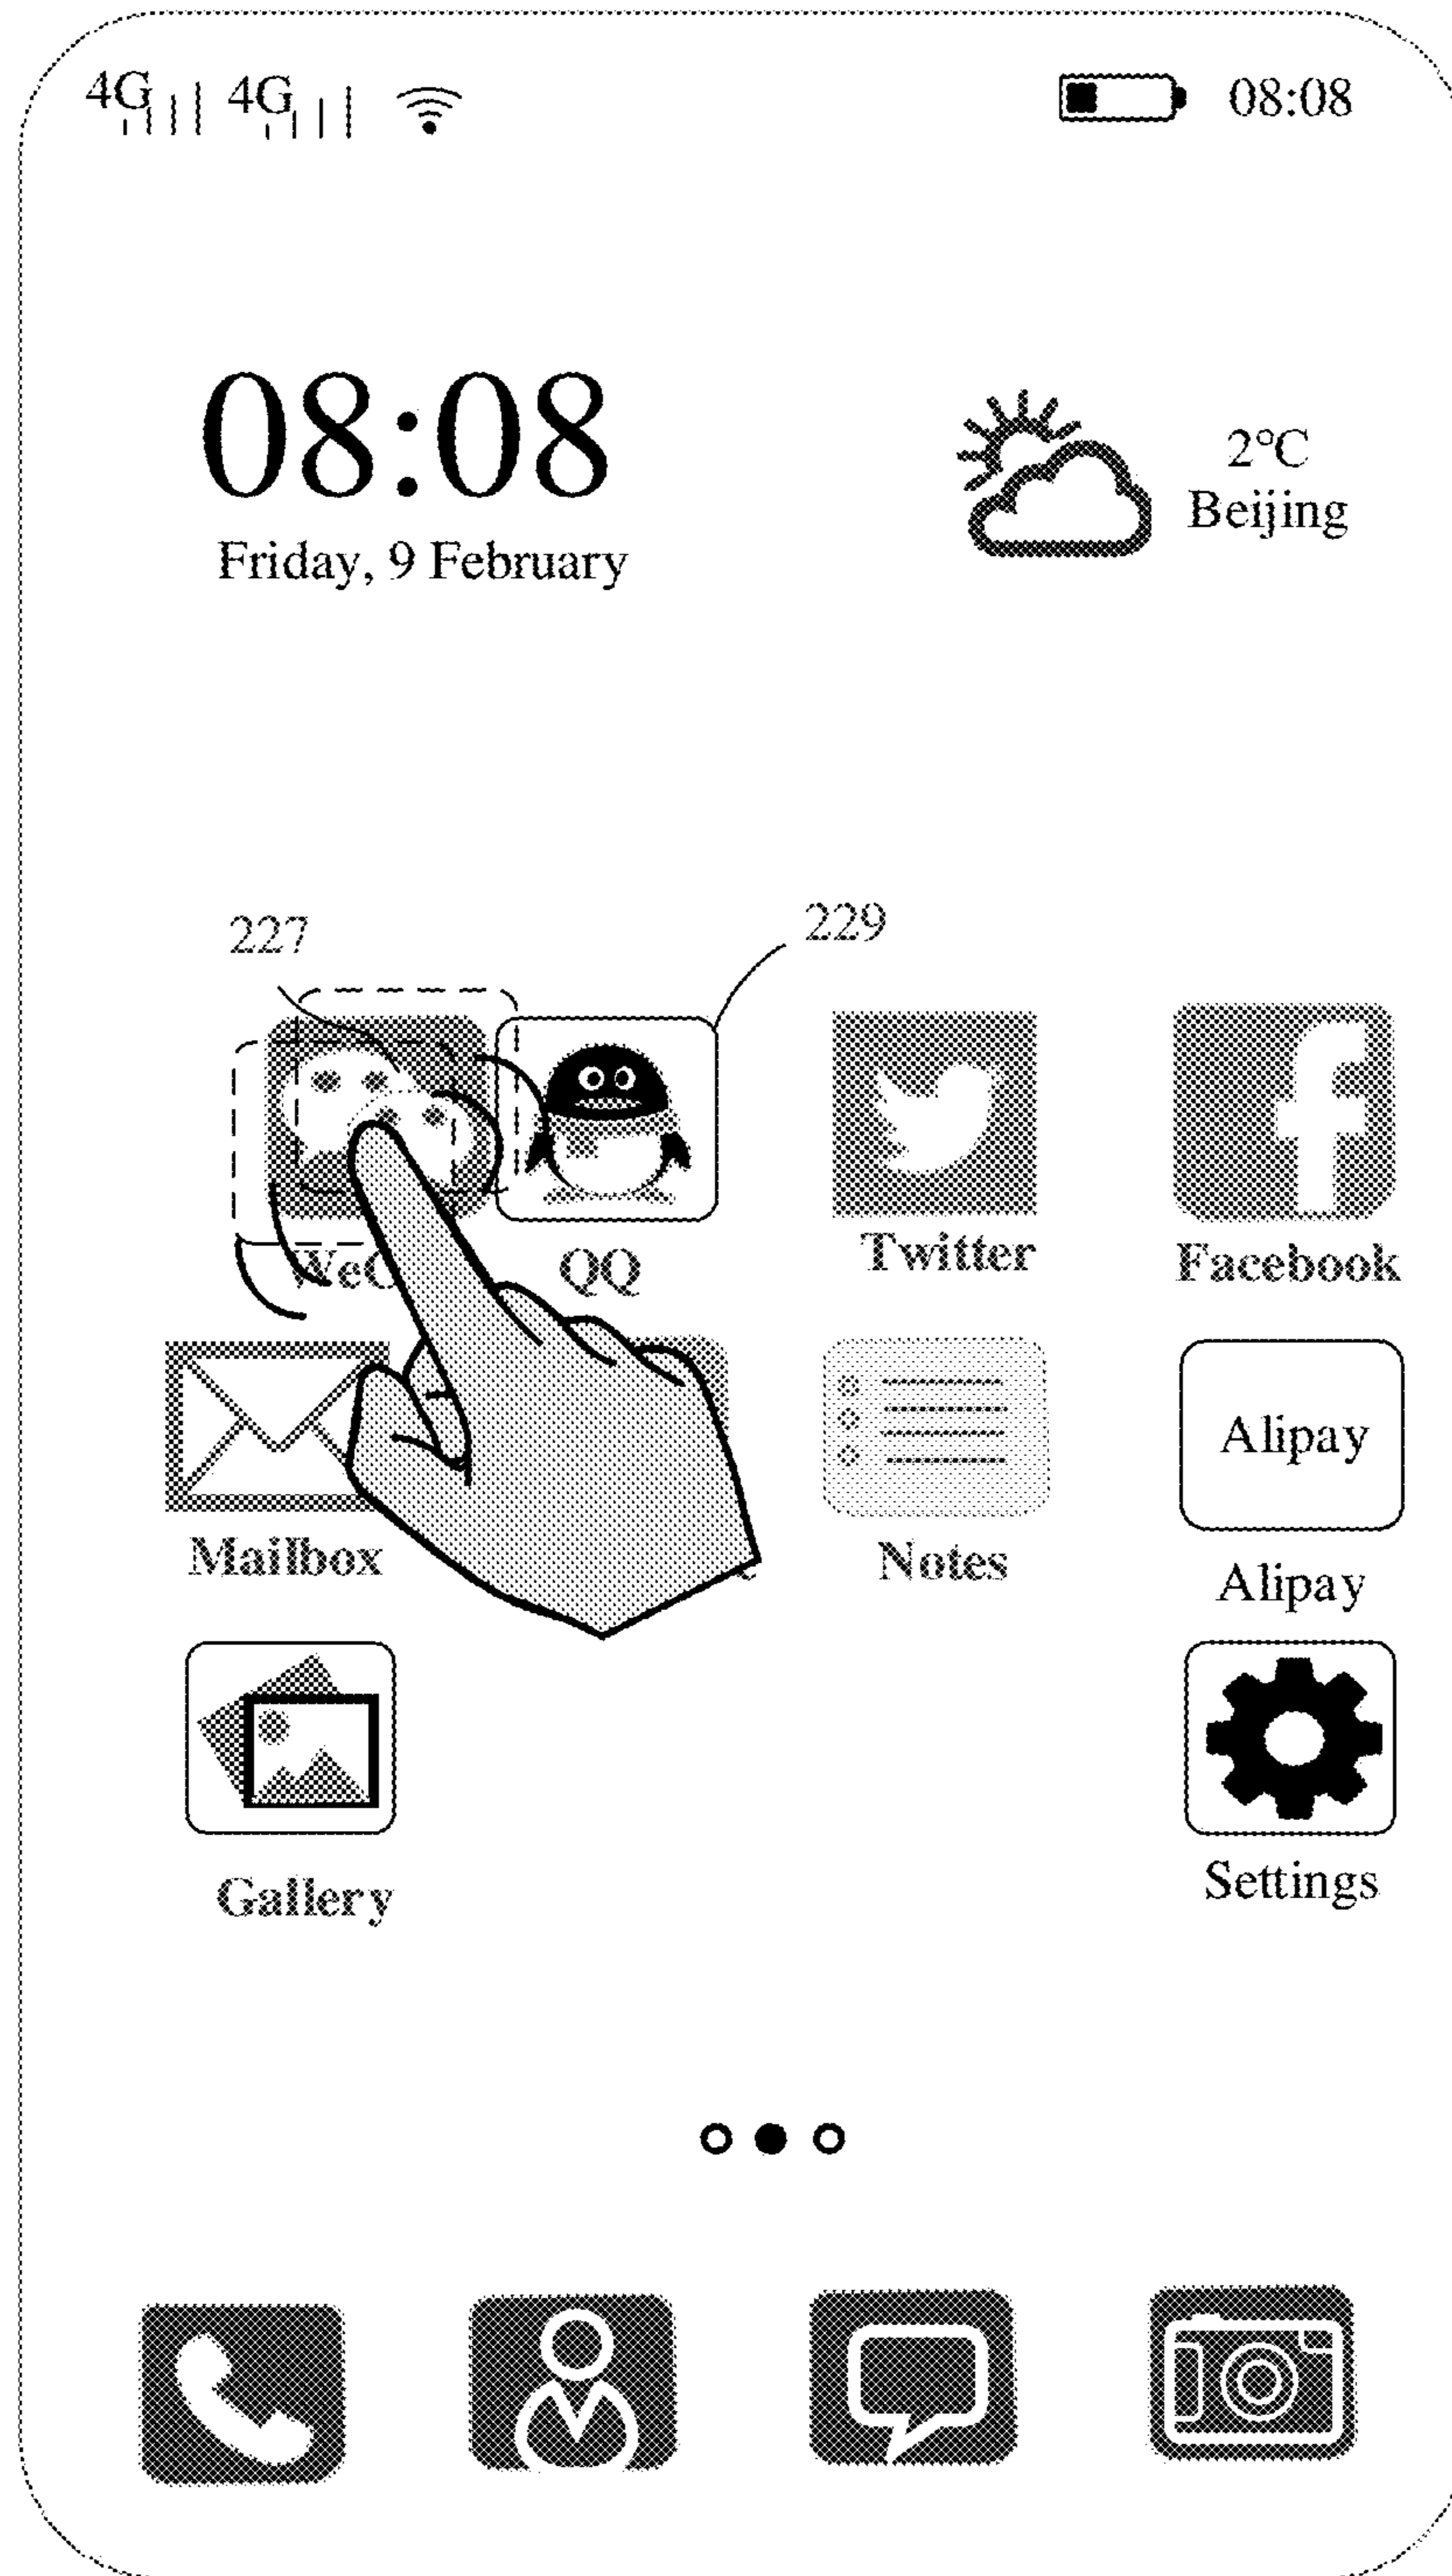 4G 4G 08:08
08:08
2°C
Beijing
Friday, 9 February
227 229
WeC QQ Twitter Facebook
Alipay
Mailbox Notes Alipay
Gallery Settings